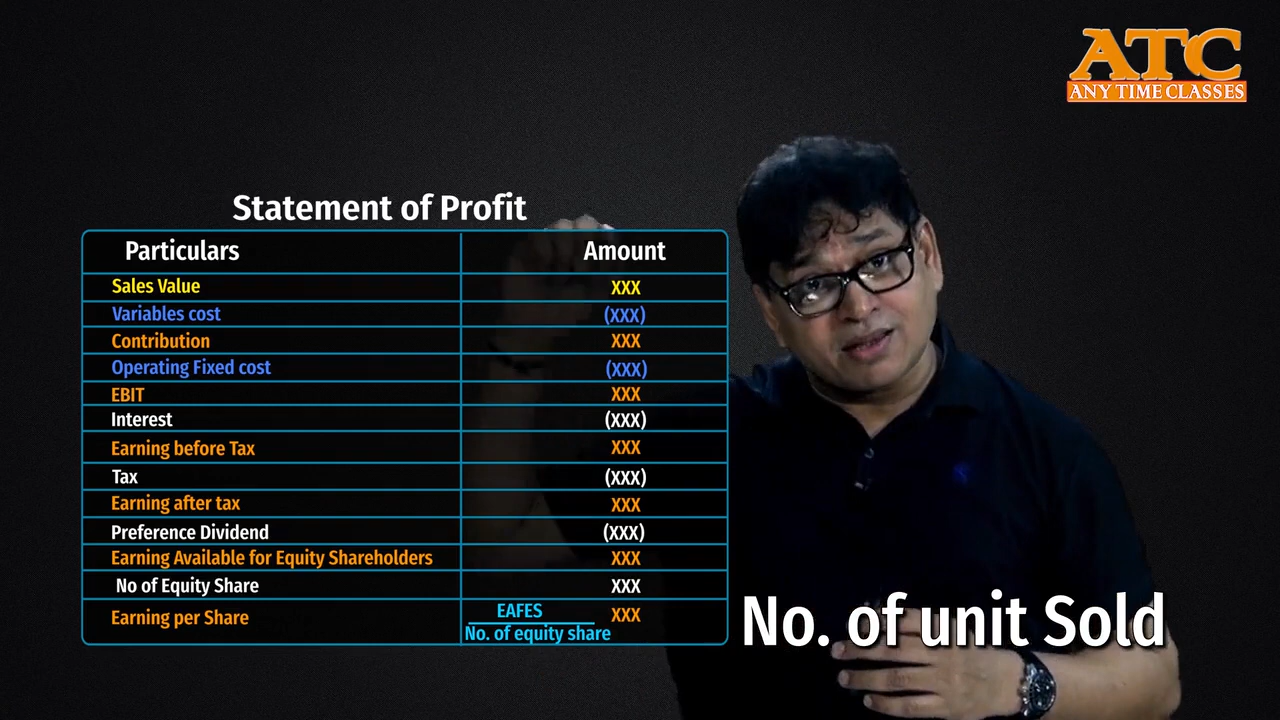 ATC
ANY TIME CLASSES
Statement of Profit
Particulars Amount
Sales Value XXX
Variables cost (XXX)
Contribution XXX
Operating Fixed cost (XXX)
EBIT XXX
Interest (XXX)
Earning before Tax XXX
Tax (XXX)
Earning after tax XXX
Preference Dividend (XXX)
Earning Available for Equity Shareholders XXX
No of Equity Share XXX
Earning per Share EAFES XXX
No. of equity share
No. of unit Sold